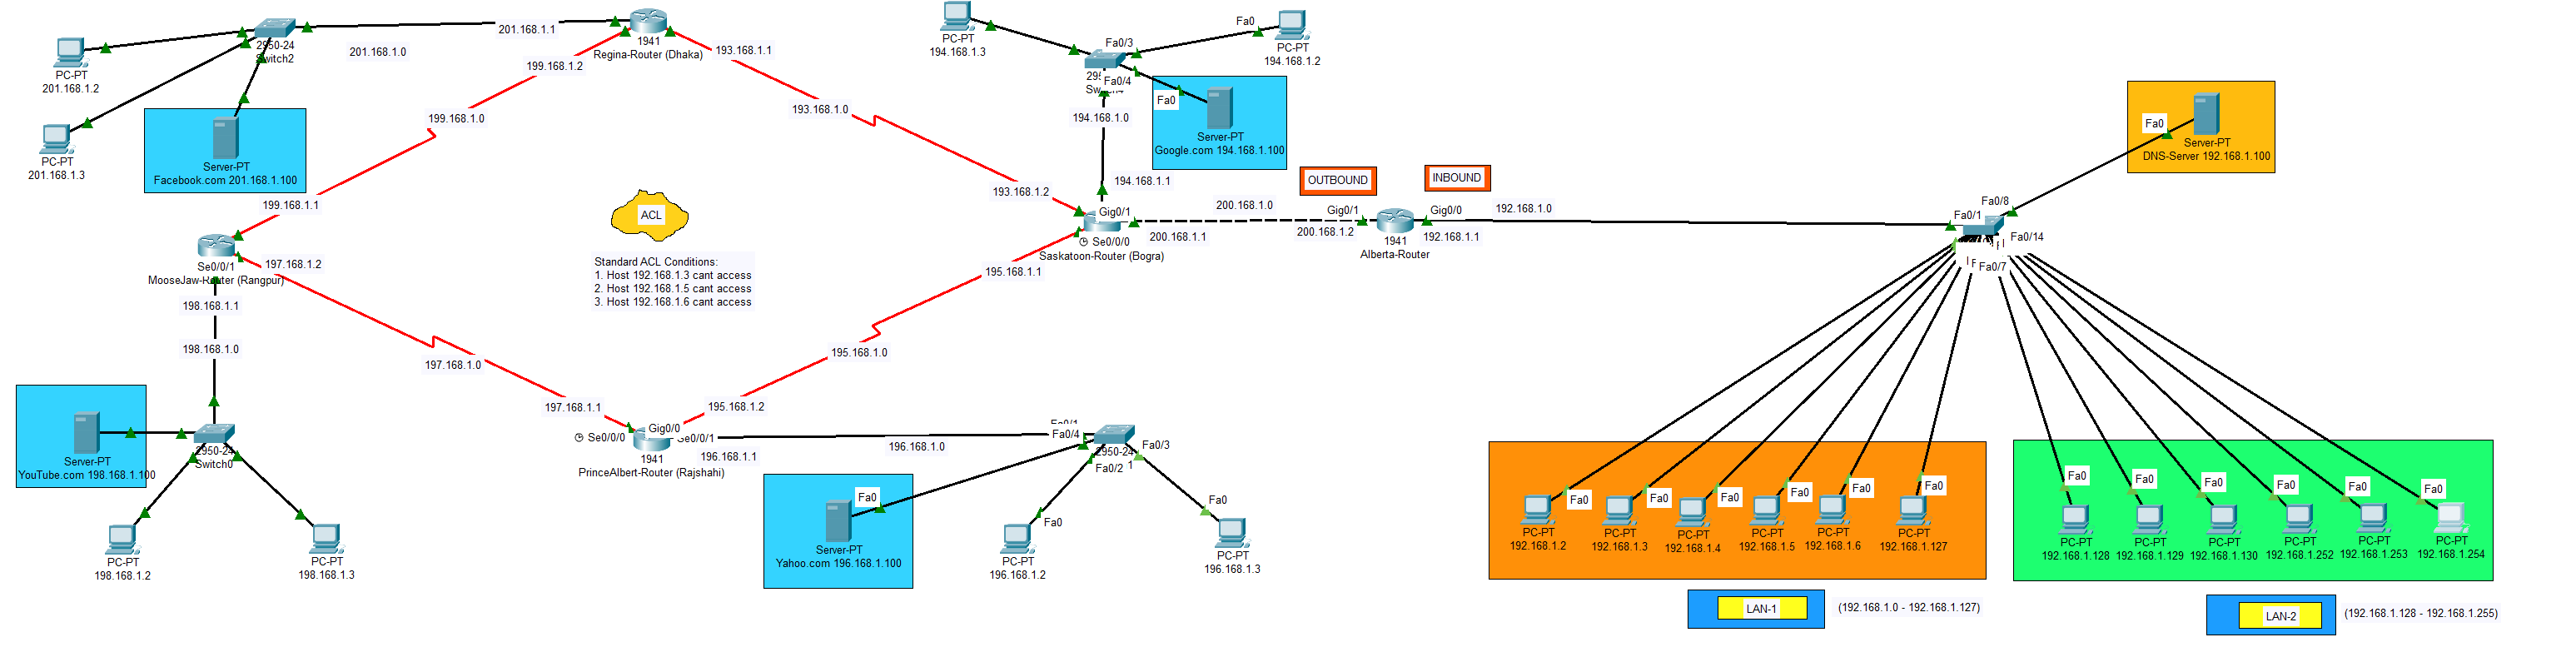 PC-PT
201.168.1.2
PC-PT
201.168.1.3
2950-24
Switch2
201.168.1.0
201.168.1.1
Server-PT
Facebook.com 201.168.1.100
1941
Regina-Router (Dhaka)
199.168.1.2
193.168.1.1
199.168.1.0
193.168.1.0
199.168.1.1
193.168.1.2
Se0/0/1
MooseJaw-Router (Rangpur)
197.168.1.2
198.168.1.1
198.168.1.0
197.168.1.0
197.168.1.1
Server-PT
YouTube.com 198.168.1.100
2950-24
Switch0
PC-PT
198.168.1.2
PC-PT
198.168.1.3
ACL
Standard ACL Conditions:
1. Host 192.168.1.3 cant access
2. Host 192.168.1.5 cant access
3. Host 192.168.1.6 cant access
PC-PT
194.168.1.3
Fa0/3
Fa0
PC-PT
194.168.1.2
Fa0/4
Fa0
194.168.1.0
Server-PT
Google.com 194.168.1.100
194.168.1.1
Gig0/1
Se0/0/0
Saskatoon-Router (Bogra)
200.168.1.1
200.168.1.0
195.168.1.1
195.168.1.0
195.168.1.2
Se0/0/0
Gig0/0
Se0/0/1
1941
PrinceAlbert-Router (Rajshahi)
196.168.1.1
196.168.1.0
Fa0/1
Fa0/4
Fa0/3
2950-24
Fa0/2
1
Fa0
Server-PT
Yahoo.com 196.168.1.100
Fa0
PC-PT
196.168.1.2
Fa0
PC-PT
196.168.1.3
OUTBOUND
INBOUND
Gig0/1
Gig0/0
200.168.1.2
192.168.1.1
1941
Alberta-Router
192.168.1.0
Fa0
Server-PT
DNS-Server 192.168.1.100
Fa0/8
Fa0/1
Fa0/14
Fa0/7
Fa0
Fa0
Fa0
Fa0
Fa0
Fa0
PC-PT
192.168.1.2
PC-PT
192.168.1.3
PC-PT
192.168.1.4
PC-PT
192.168.1.5
PC-PT
192.168.1.6
PC-PT
192.168.1.127
Fa0
Fa0
Fa0
Fa0
Fa0
Fa0
PC-PT
192.168.1.128
PC-PT
192.168.1.129
PC-PT
192.168.1.130
PC-PT
192.168.1.252
PC-PT
192.168.1.253
PC-PT
192.168.1.254
LAN-1
(192.168.1.0 - 192.168.1.127)
LAN-2
(192.168.1.128 - 192.168.1.255)